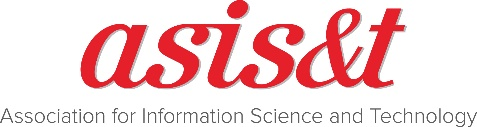 asis&t
Association for Information Science and Technology